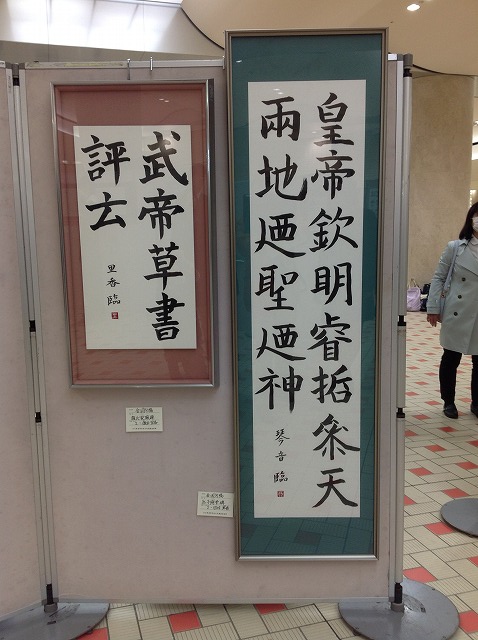 皇帝欽明睿哲叅天
兩地廼聖廼神
琴音臨
武帝草書
評
里香臨